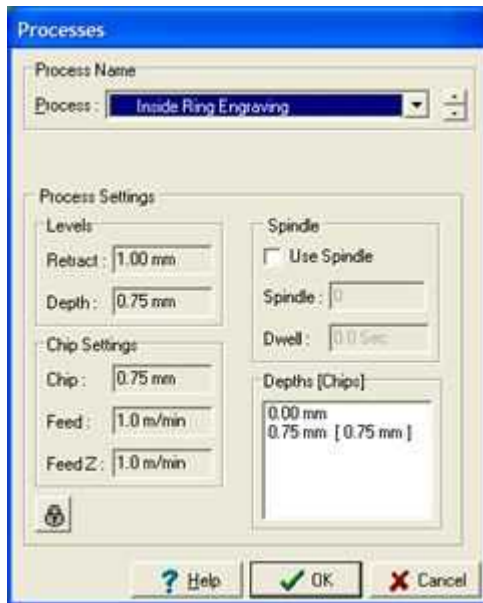 Processes
Process Name
Process : Inside Ring Engraving
Process Settings
Levels
Retract : 1.00 mm
Depth : 0.75 mm
Chip Settings
Chip : 0.75 mm
Feed : 1.0 m/min
Feed Z : 1.0 m/min
Spindle
Use Spindle
Spindle : 0
Dwell : 0.0 Sec
Depths [Chips]
0.00 mm
0.75 mm [ 0.75 mm ]
? Help
OK
Cancel